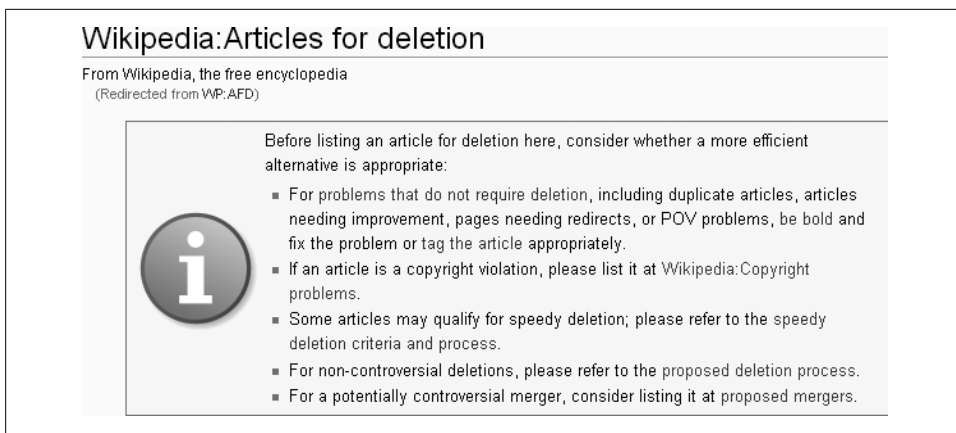 Wikipedia:Articles for deletion
From Wikipedia, the free encyclopedia
(Redirected from WP:AFD)
Before listing an article for deletion here, consider whether a more efficient
alternative is appropriate:
▪ For problems that do not require deletion, including duplicate articles, articles
needing improvement, pages needing redirects, or POV problems, be bold and
fix the problem or tag the article appropriately.
▪ If an article is a copyright violation, please list it at Wikipedia:Copyright
problems.
▪ Some articles may qualify for speedy deletion; please refer to the speedy
deletion criteria and process.
▪ For non-controversial deletions, please refer to the proposed deletion process.
▪ For a potentially controversial merger, consider listing it at proposed mergers.